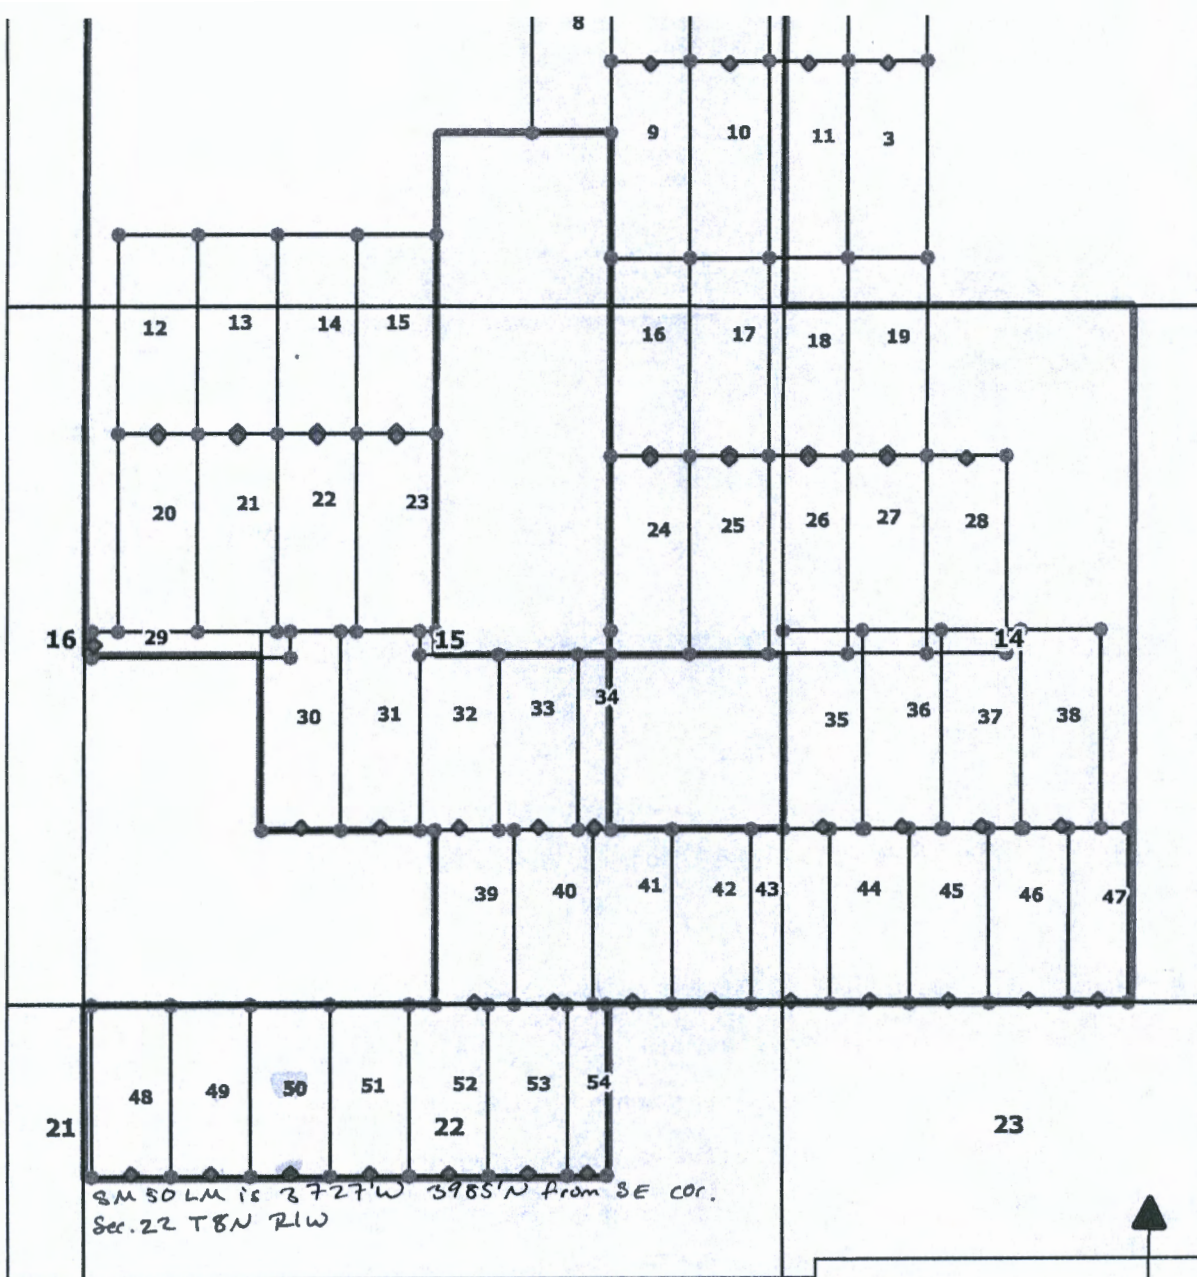 8
9 10 11 3
12 13 14 15 16 17 18 19
20 21 22 23 24 25 26 27 28
16 29 15 14
30 31 32 33 34 35 36 37 38
39 40 41 42 43 44 45 46 47
48 49 50 51 52 53 54
21 22 23
SM 50 LM is 3727'W 3985'N from SE cor.
Sec. 22 T8N R1W